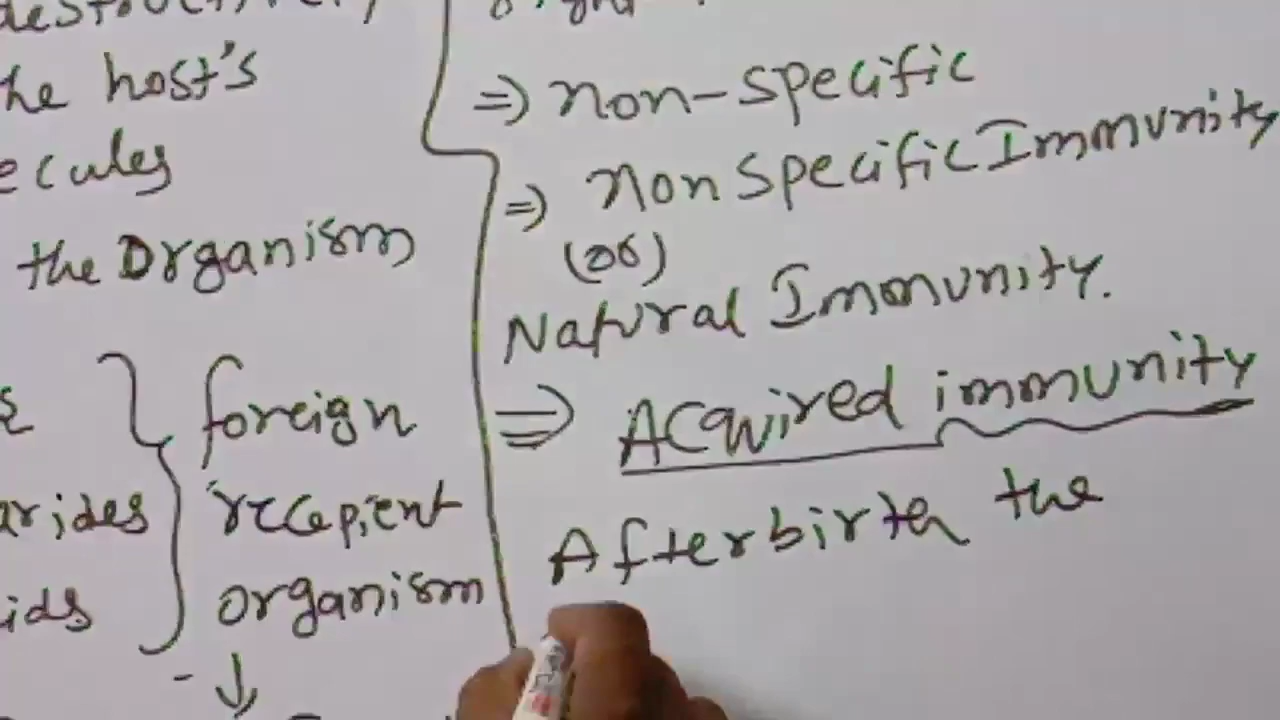 he host's
ecules
the Organism
foreign
arides recepient
ids organism
=> non-specific
=> non specific Immunity
(or)
Natural Immunity.
=> Acquired immunity
After birth the